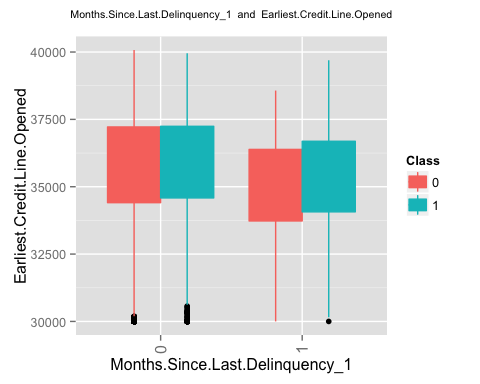 Months.Since.Last.Delinquency_1 and Earliest.Credit.Line.Opened
40000
37500
35000
32500
30000
Earliest.Credit.Line.Opened
0
1
Months.Since.Last.Delinquency_1
Class
0
1